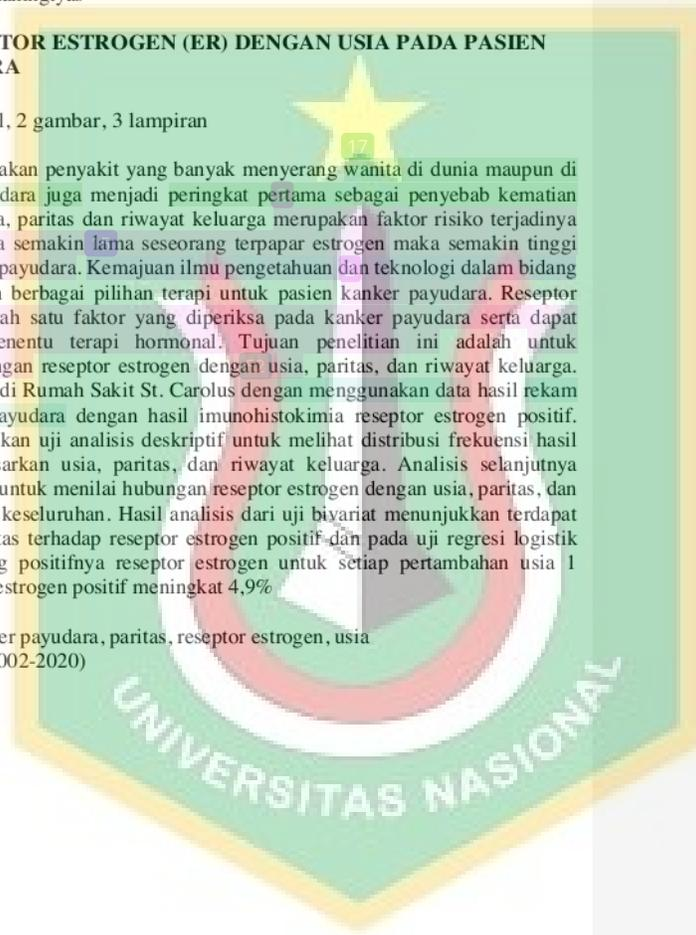 TOR ESTROGEN (ER) DENGAN USIA PADA PASIEN
RA
l, 2 gambar, 3 lampiran
17
akan penyakit yang banyak menyerang wanita di dunia maupun di
dara juga menjadi peringkat pertama sebagai penyebab kematian
a, paritas dan riwayat keluarga merupakan faktor risiko terjadinya
a semakin lama seseorang terpapar estrogen maka semakin tinggi
payudara. Kemajuan ilmu pengetahuan dan teknologi dalam bidang
n berbagai pilihan terapi untuk pasien kanker payudara. Reseptor
ah satu faktor yang diperiksa pada kanker payudara serta dapat
enentu terapi hormonal. Tujuan penelitian ini adalah untuk
gan reseptor estrogen dengan usia, paritas, dan riwayat keluarga.
di Rumah Sakit St. Carolus dengan menggunakan data hasil rekam
ayudara dengan hasil imunohistokimia reseptor estrogen positif.
kan uji analisis deskriptif untuk melihat distribusi frekuensi hasil
sarkan usia, paritas, dan riwayat keluarga. Analisis selanjutnya
untuk menilai hubungan reseptor estrogen dengan usia, paritas, dan
keseluruhan. Hasil analisis dari uji bivariat menunjukkan terdapat
tas terhadap reseptor estrogen positif dan pada uji regresi logistik
g positifnya reseptor estrogen untuk setiap pertambahan usia 1
estrogen positif meningkat 4,9%
er payudara, paritas, reseptor estrogen, usia
002-2020)
UNIVERSITAS NASIONAL